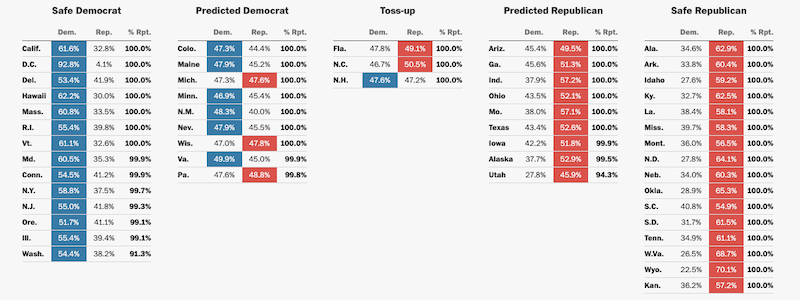 Safe Democrat
Dem. Rep. % Rpt.
Calif. 61.6% 32.8% 100.0%
D.C. 92.8% 4.1% 100.0%
Del. 53.4% 41.9% 100.0%
Hawaii 62.2% 30.0% 100.0%
Mass. 60.8% 33.5% 100.0%
R.I. 55.4% 39.8% 100.0%
Vt. 61.1% 32.6% 100.0%
Md. 60.5% 35.3% 99.9%
Conn. 54.5% 41.2% 99.9%
N.Y. 58.8% 37.5% 99.7%
N.J. 55.0% 41.8% 99.3%
Ore. 51.7% 41.1% 99.1%
Ill. 55.4% 39.4% 99.1%
Wash. 54.4% 38.2% 91.3%
Predicted Democrat
Dem. Rep. % Rpt.
Colo. 47.3% 44.4% 100.0%
Maine 47.9% 45.2% 100.0%
Mich. 47.3% 47.6% 100.0%
Minn. 46.9% 45.4% 100.0%
N.M. 48.3% 40.0% 100.0%
Nev. 47.9% 45.5% 100.0%
Wis. 47.0% 47.8% 100.0%
Va. 49.9% 45.0% 99.9%
Pa. 47.6% 48.8% 99.8%
Toss-up
Dem. Rep. % Rpt.
Fla. 47.8% 49.1% 100.0%
N.C. 46.7% 50.5% 100.0%
N.H. 47.6% 47.2% 100.0%
Predicted Republican
Dem. Rep. % Rpt.
Ariz. 45.4% 49.5% 100.0%
Ga. 45.6% 51.3% 100.0%
Ind. 37.9% 57.2% 100.0%
Ohio 43.5% 52.1% 100.0%
Mo. 38.0% 57.1% 100.0%
Texas 43.4% 52.6% 100.0%
Iowa 42.2% 51.8% 99.9%
Alaska 37.7% 52.9% 99.5%
Utah 27.8% 45.9% 94.3%
Safe Republican
Dem. Rep. % Rpt.
Ala. 34.6% 62.9% 100.0%
Ark. 33.8% 60.4% 100.0%
Idaho 27.6% 59.2% 100.0%
Ky. 32.7% 62.5% 100.0%
La. 38.4% 58.1% 100.0%
Miss. 39.7% 58.3% 100.0%
Mont. 36.0% 56.5% 100.0%
N.D. 27.8% 64.1% 100.0%
Neb. 34.0% 60.3% 100.0%
Okla. 28.9% 65.3% 100.0%
S.C. 40.8% 54.9% 100.0%
S.D. 31.7% 61.5% 100.0%
Tenn. 34.9% 61.1% 100.0%
W.Va. 26.5% 68.7% 100.0%
Wyo. 22.5% 70.1% 100.0%
Kan. 36.2% 57.2% 100.0%